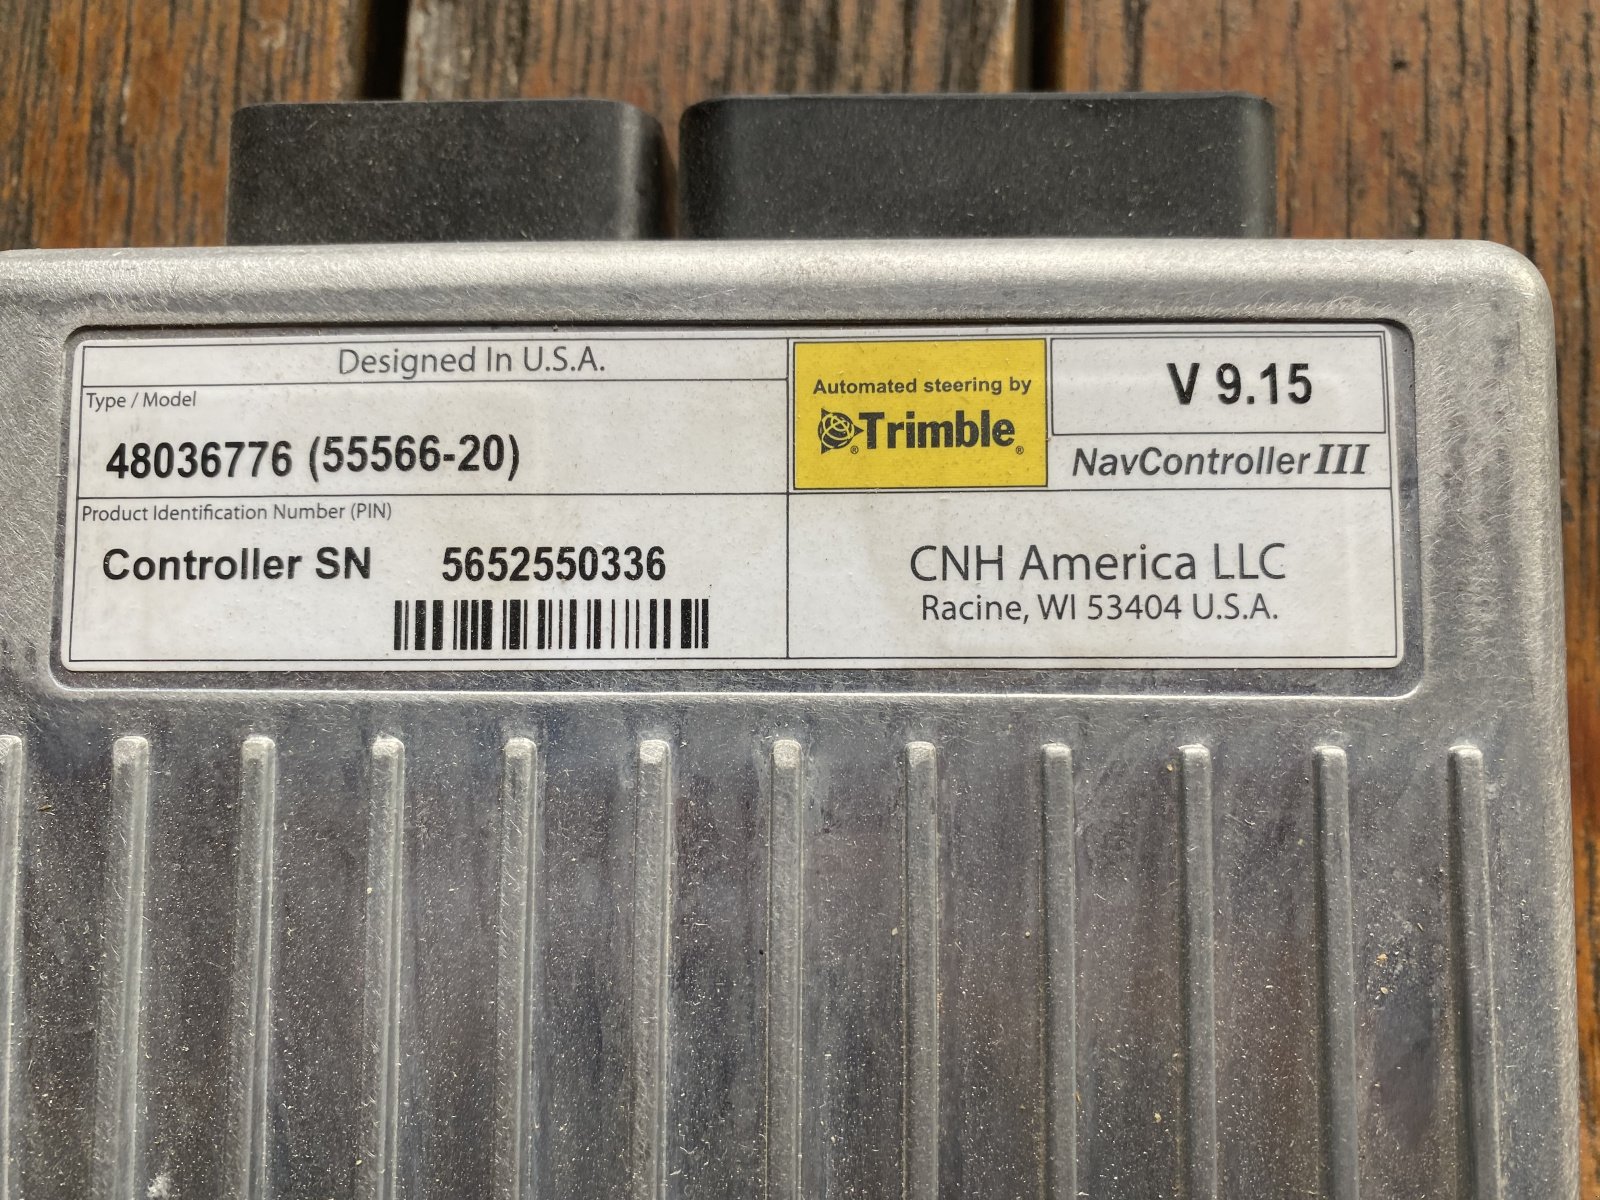 Designed In U.S.A.
Type / Model
48036776 (55566-20)
Automated steering by
Trimble®
V 9.15
NavController III
Product Identification Number (PIN)
Controller SN 5652550336
CNH America LLC
Racine, WI 53404 U.S.A.